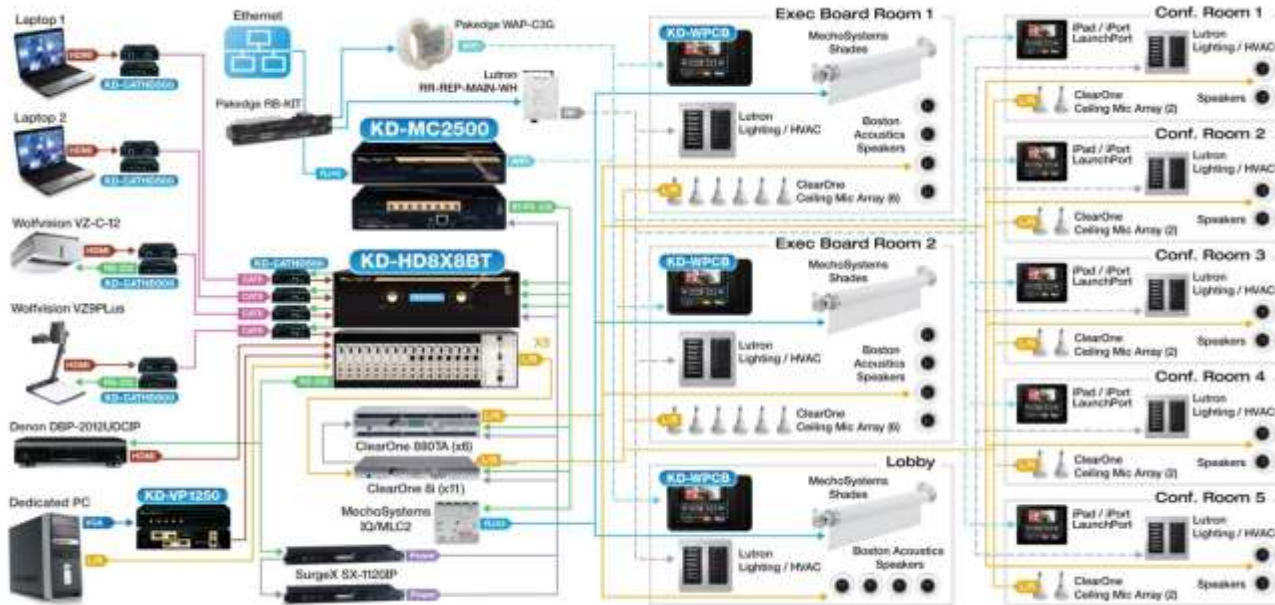 Laptop 1
HDMI
KD-CATHD500
Laptop 2
HDMI
KD-CATHD500
Wolfvision VZ-C-12
HDMI
RS-232
KD-CATHD500
Wolfvision VZ9PLus
HDMI
RS-232
KD-CATHD500
Denon DBP-2012UDCIP
HDMI
Dedicated PC
VGA
L/R
KD-VP1250
Ethernet
Pakedge RB-KIT
Pakedge WAP-C3G
WIFI
Lutron
RR-REP-MAIN-WH
RF
KD-MC2500
WIFI
RJ45
KD-CATHD500
CAT6
CAT6
CAT6
CAT6
KD-HD8X8BT
X8
L/R
RS-232
L/R
ClearOne 880TA (x6)
L/R
ClearOne 8i (x11)
MechoSystems
IQ/MLC2
RJ45
Power
SurgeX SX-1120IP
Power
Exec Board Room 1
KD-WPCB
MechoSystems
Shades
Lutron
Lighting / HVAC
Boston
Acoustics
Speakers
L/R
ClearOne
Ceiling Mic Array (6)
Exec Board Room 2
KD-WPCB
MechoSystems
Shades
Lutron
Lighting / HVAC
Boston
Acoustics
Speakers
L/R
ClearOne
Ceiling Mic Array (6)
Lobby
KD-WPCB
MechoSystems
Shades
Lutron
Lighting / HVAC
Boston Acoustics
Speakers
Conf. Room 1
iPad / iPort
LaunchPort
Lutron
Lighting / HVAC
L/R
ClearOne
Ceiling Mic Array (2)
Speakers
Conf. Room 2
iPad / iPort
LaunchPort
Lutron
Lighting / HVAC
L/R
ClearOne
Ceiling Mic Array (2)
Speakers
Conf. Room 3
iPad / iPort
LaunchPort
Lutron
Lighting / HVAC
L/R
ClearOne
Ceiling Mic Array (2)
Speakers
Conf. Room 4
iPad / iPort
LaunchPort
Lutron
Lighting / HVAC
L/R
ClearOne
Ceiling Mic Array (2)
Speakers
Conf. Room 5
iPad / iPort
LaunchPort
Lutron
Lighting / HVAC
L/R
ClearOne
Ceiling Mic Array (2)
Speakers